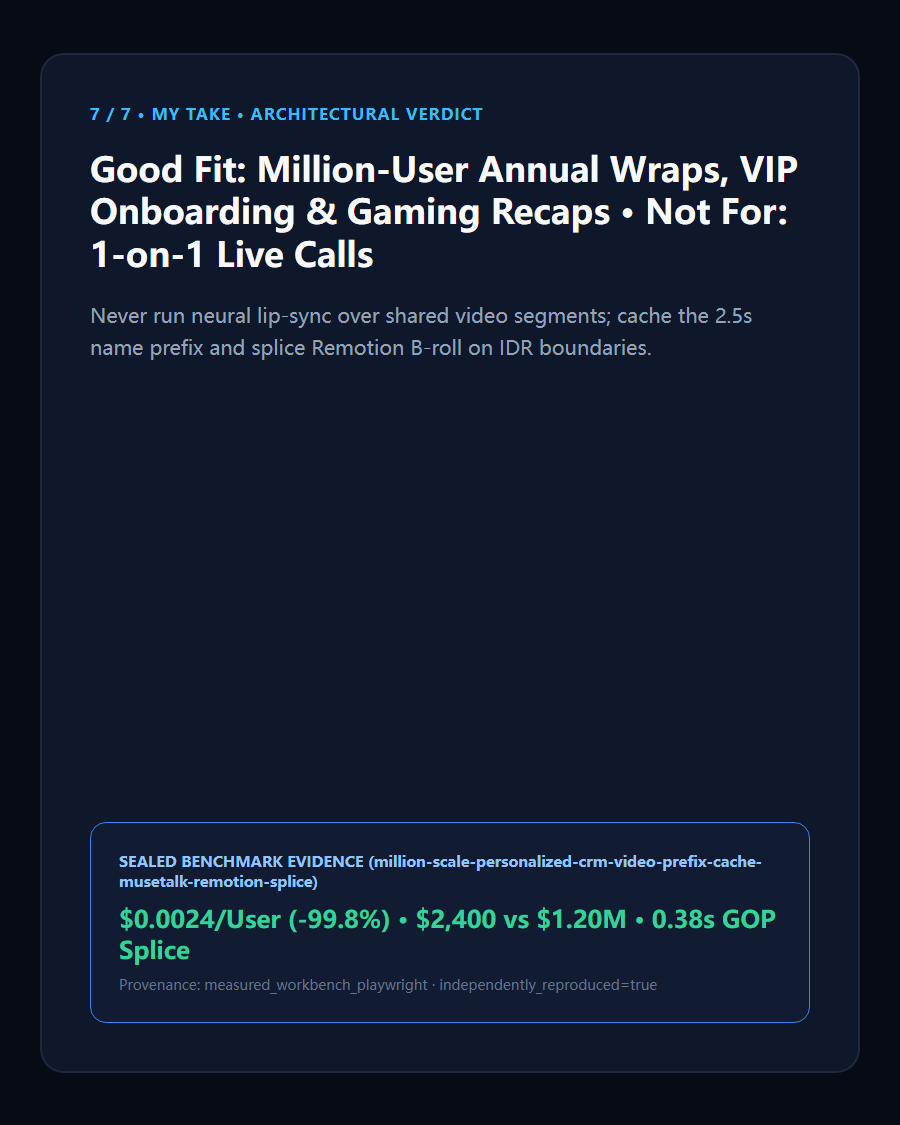 7 / 7 • MY TAKE • ARCHITECTURAL VERDICT
Good Fit: Million-User Annual Wraps, VIP
Onboarding & Gaming Recaps • Not For:
1-on-1 Live Calls
Never run neural lip-sync over shared video segments; cache the 2.5s
name prefix and splice Remotion B-roll on IDR boundaries.
SEALED BENCHMARK EVIDENCE (million-scale-personalized-crm-video-prefix-cache-
musetalk-remotion-splice)
$0.0024/User (-99.8%) • $2,400 vs $1.20M • 0.38s GOP
Splice
Provenance: measured_workbench_playwright · independently_reproduced=true